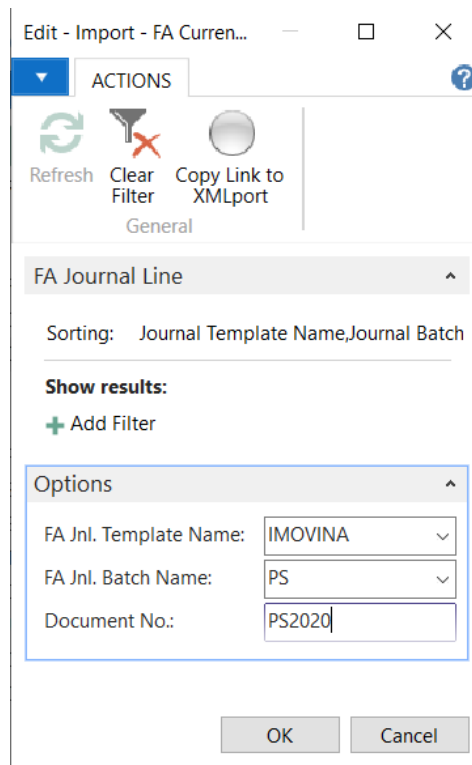 Edit - Import - FA Curren...
ACTIONS
?
Refresh
Clear Filter
Copy Link to XMLport
General
FA Journal Line
Sorting: Journal Template Name,Journal Batch
Show results:
Add Filter
Options
FA Jnl. Template Name: IMOVINA
FA Jnl. Batch Name: PS
Document No.: PS2020
OK Cancel